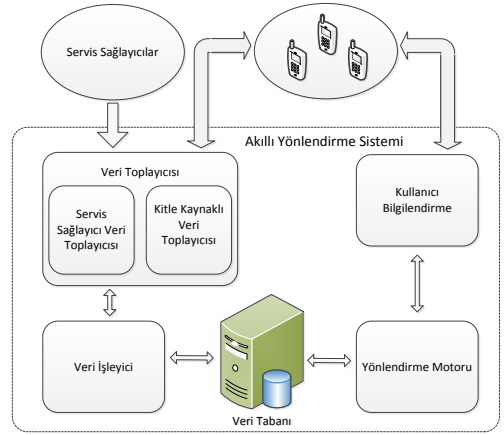 Servis Sağlayıcılar
Akıllı Yönlendirme Sistemi
Veri Toplayıcısı
Servis
Sağlayıcı Veri
Toplayıcısı
Kitle Kaynaklı
Veri
Toplayıcısı
Kullanıcı
Bilgilendirme
Veri İşleyici
Veri Tabanı
Yönlendirme Motoru